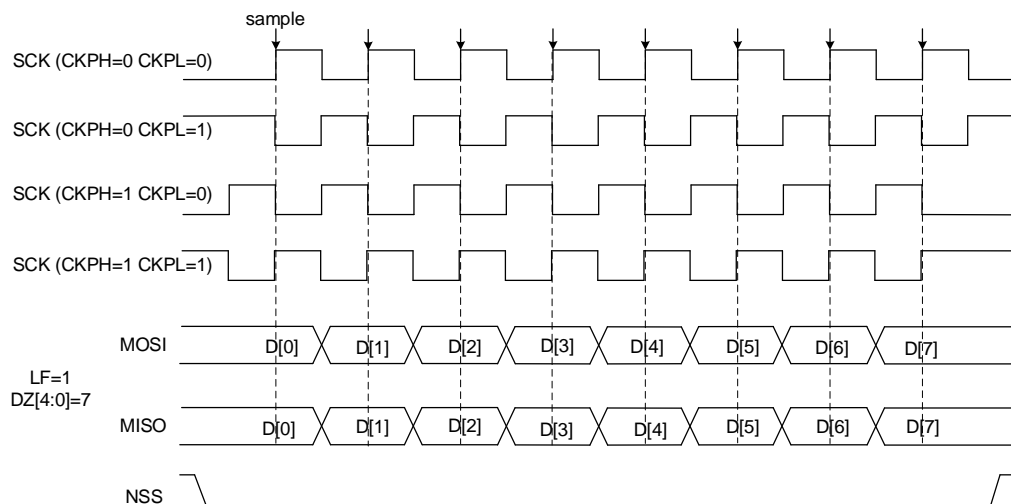 sample
SCK (CKPH=0 CKPL=0)
SCK (CKPH=0 CKPL=1)
SCK (CKPH=1 CKPL=0)
SCK (CKPH=1 CKPL=1)
MOSI D[0] D[1] D[2] D[3] D[4] D[5] D[6] D[7]
LF=1
DZ[4:0]=7
MISO D[0] D[1] D[2] D[3] D[4] D[5] D[6] D[7]
NSS